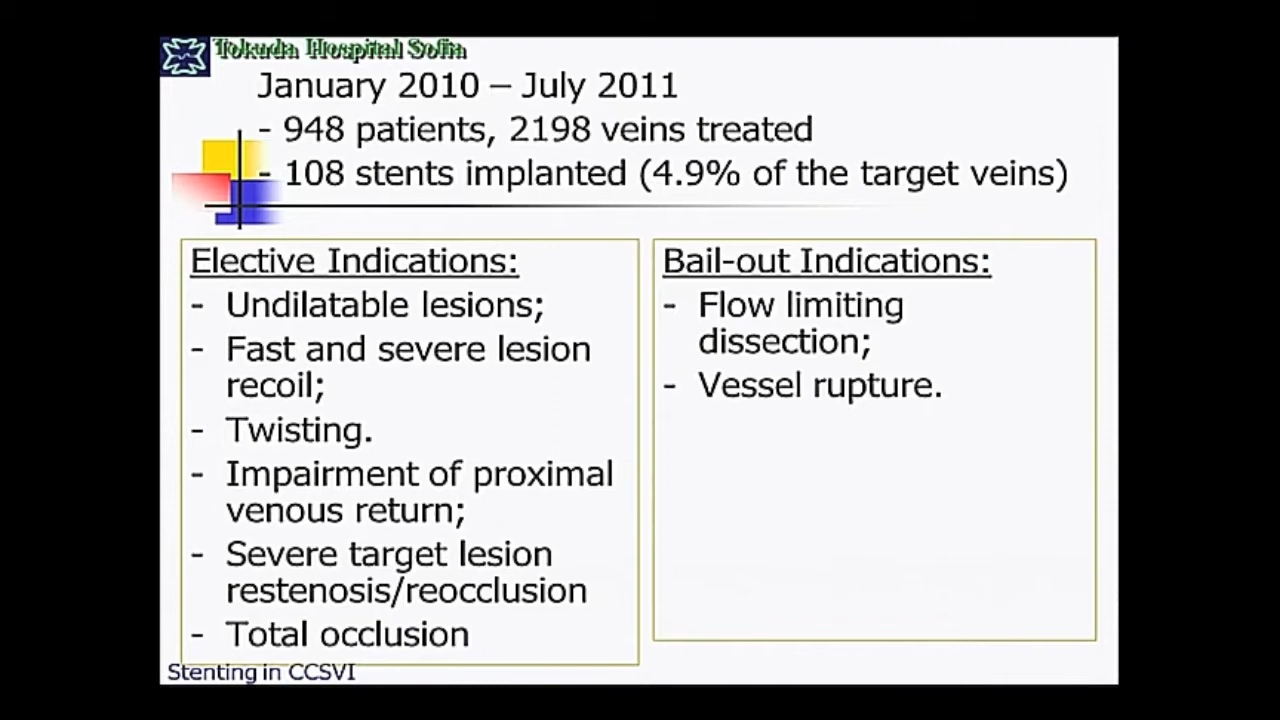 Tokuda Hospital Sofia
January 2010 – July 2011
- 948 patients, 2198 veins treated
- 108 stents implanted (4.9% of the target veins)
Elective Indications:
- Undilatable lesions;
- Fast and severe lesion
recoil;
- Twisting.
- Impairment of proximal
venous return;
- Severe target lesion
restenosis/reocclusion
- Total occlusion
Bail-out Indications:
- Flow limiting
dissection;
- Vessel rupture.
Stenting in CCSVI